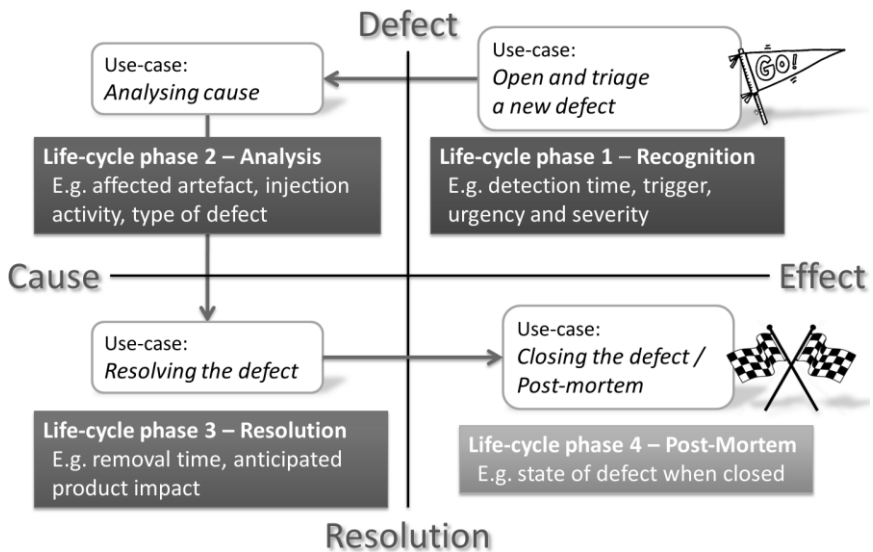 Defect
Use-case:
Analysing cause
Use-case:
Open and triage
a new defect
GO!
Life-cycle phase 2 – Analysis
E.g. affected artefact, injection
activity, type of defect
Life-cycle phase 1 – Recognition
E.g. detection time, trigger,
urgency and severity
Cause
Effect
Use-case:
Resolving the defect
Use-case:
Closing the defect /
Post-mortem
Life-cycle phase 3 – Resolution
E.g. removal time, anticipated
product impact
Life-cycle phase 4 – Post-Mortem
E.g. state of defect when closed
Resolution